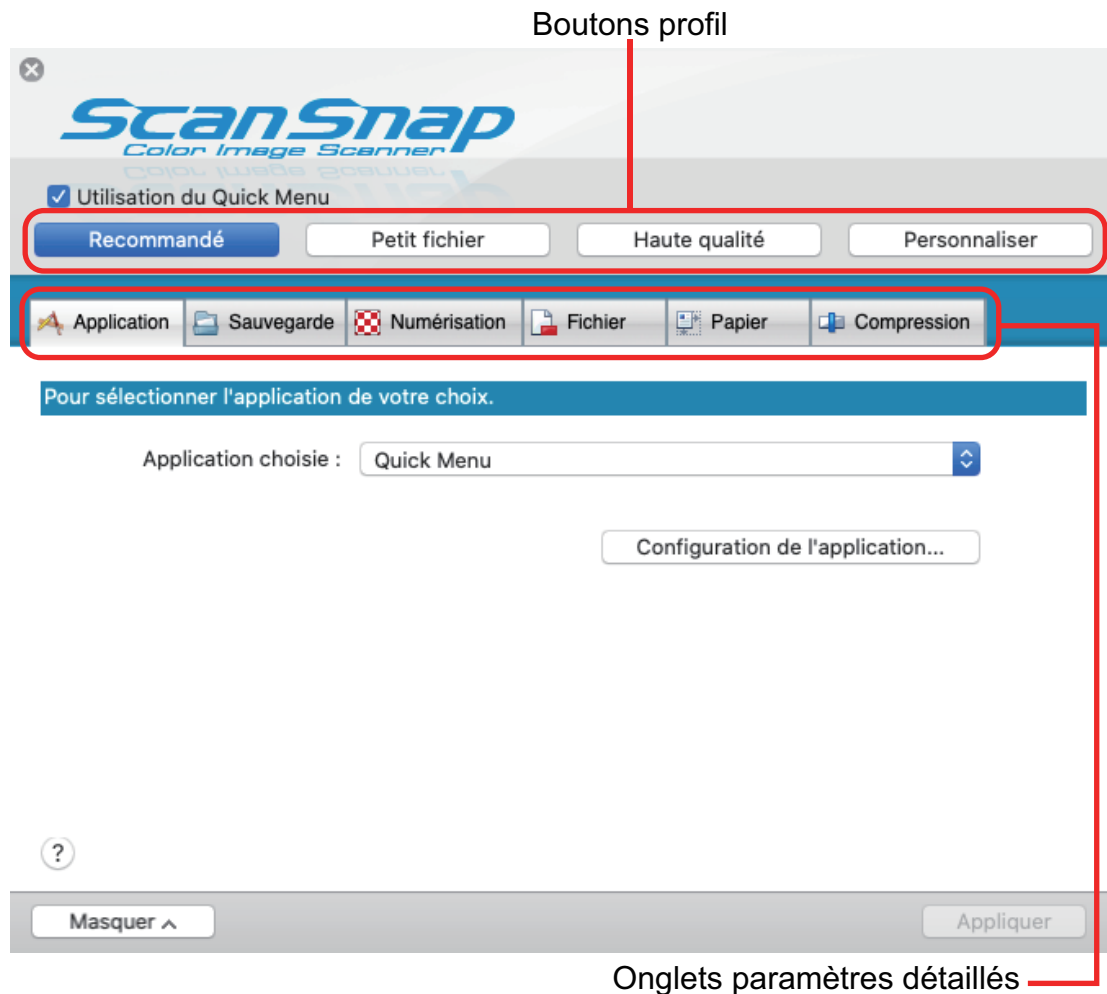 Boutons profil
ScanSnap
Color Image Scanner
Utilisation du Quick Menu
Recommandé Petit fichier Haute qualité Personnaliser
Application Sauvegarde Numérisation Fichier Papier Compression
Pour sélectionner l'application de votre choix.
Application choisie : Quick Menu
Configuration de l'application...
?
Masquer Appliquer
Onglets paramètres détaillés